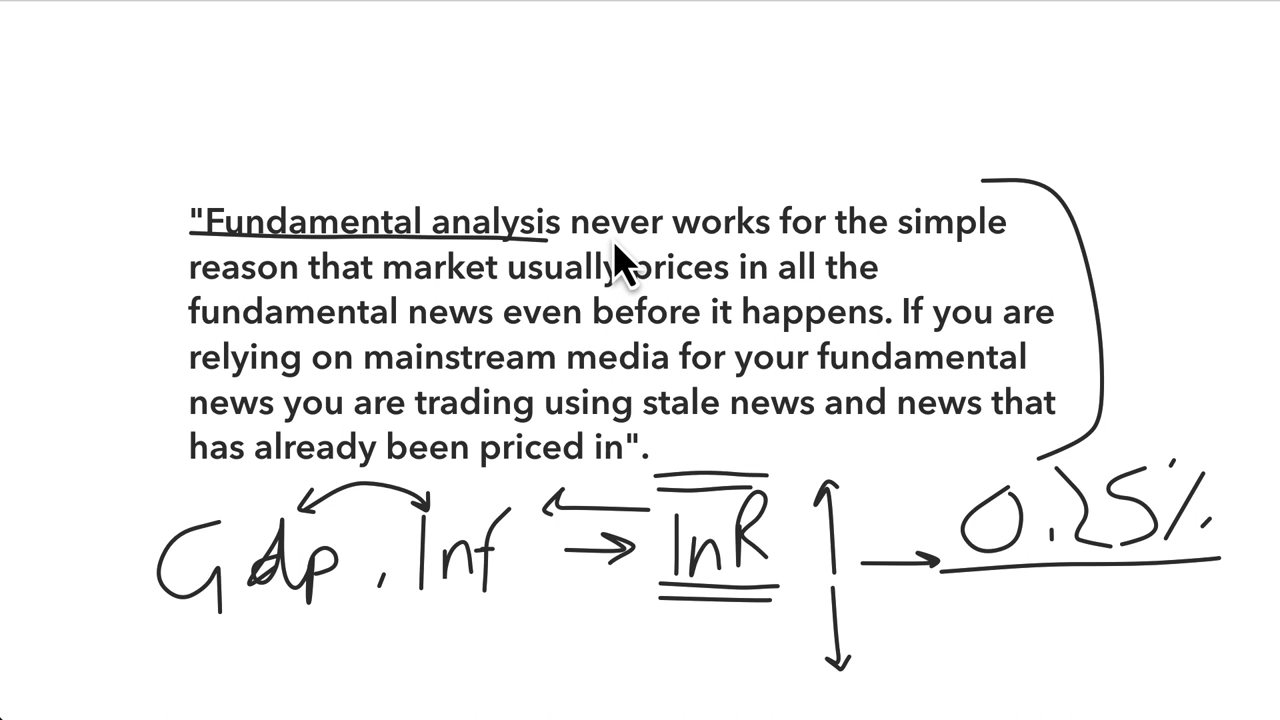 "Fundamental analysis never works for the simple
reason that market usually prices in all the
fundamental news even before it happens. If you are
relying on mainstream media for your fundamental
news you are trading using stale news and news that
has already been priced in".
Gdp, Inf InR 0.25%